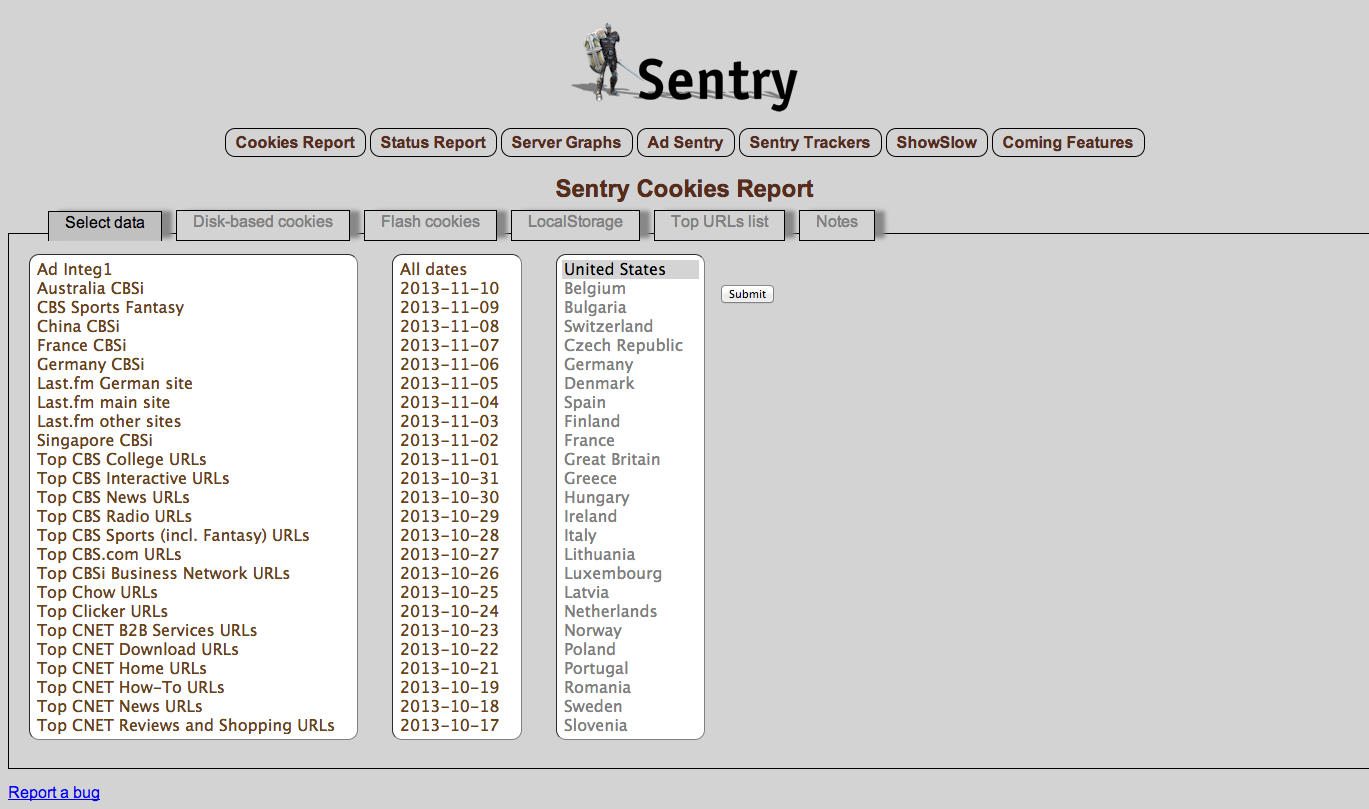 Sentry
Cookies Report Status Report Server Graphs Ad Sentry Sentry Trackers ShowSlow Coming Features
Sentry Cookies Report
Select data Disk-based cookies Flash cookies LocalStorage Top URLs list Notes
Ad Integ1
Australia CBSi
CBS Sports Fantasy
China CBSi
France CBSi
Germany CBSi
Last.fm German site
Last.fm main site
Last.fm other sites
Singapore CBSi
Top CBS College URLs
Top CBS Interactive URLs
Top CBS News URLs
Top CBS Radio URLs
Top CBS Sports (incl. Fantasy) URLs
Top CBS.com URLs
Top CBSi Business Network URLs
Top Chow URLs
Top Clicker URLs
Top CNET B2B Services URLs
Top CNET Download URLs
Top CNET Home URLs
Top CNET How-To URLs
Top CNET News URLs
Top CNET Reviews and Shopping URLs
All dates
2013-11-10
2013-11-09
2013-11-08
2013-11-07
2013-11-06
2013-11-05
2013-11-04
2013-11-03
2013-11-02
2013-11-01
2013-10-31
2013-10-30
2013-10-29
2013-10-28
2013-10-27
2013-10-26
2013-10-25
2013-10-24
2013-10-23
2013-10-22
2013-10-21
2013-10-19
2013-10-18
2013-10-17
United States
Belgium
Bulgaria
Switzerland
Czech Republic
Germany
Denmark
Spain
Finland
France
Great Britain
Greece
Hungary
Ireland
Italy
Lithuania
Luxembourg
Latvia
Netherlands
Norway
Poland
Portugal
Romania
Sweden
Slovenia
Submit
Report a bug